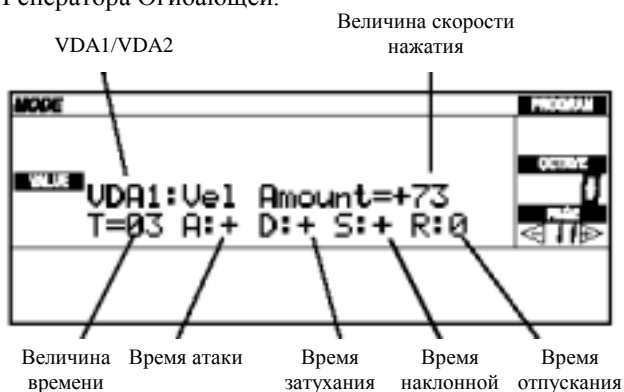 Генератора Огибающей.
Величина скорости
нажатия
VDA1/VDA2
MODE
PROGRAM
OCTAVE
VALUE
VDA1:Vel Amount=+73
T=03 A:+ D:+ S:+ R:0
PAGE
11
Величина Время атаки Время Время Время
времени затухания наклонной отпускания